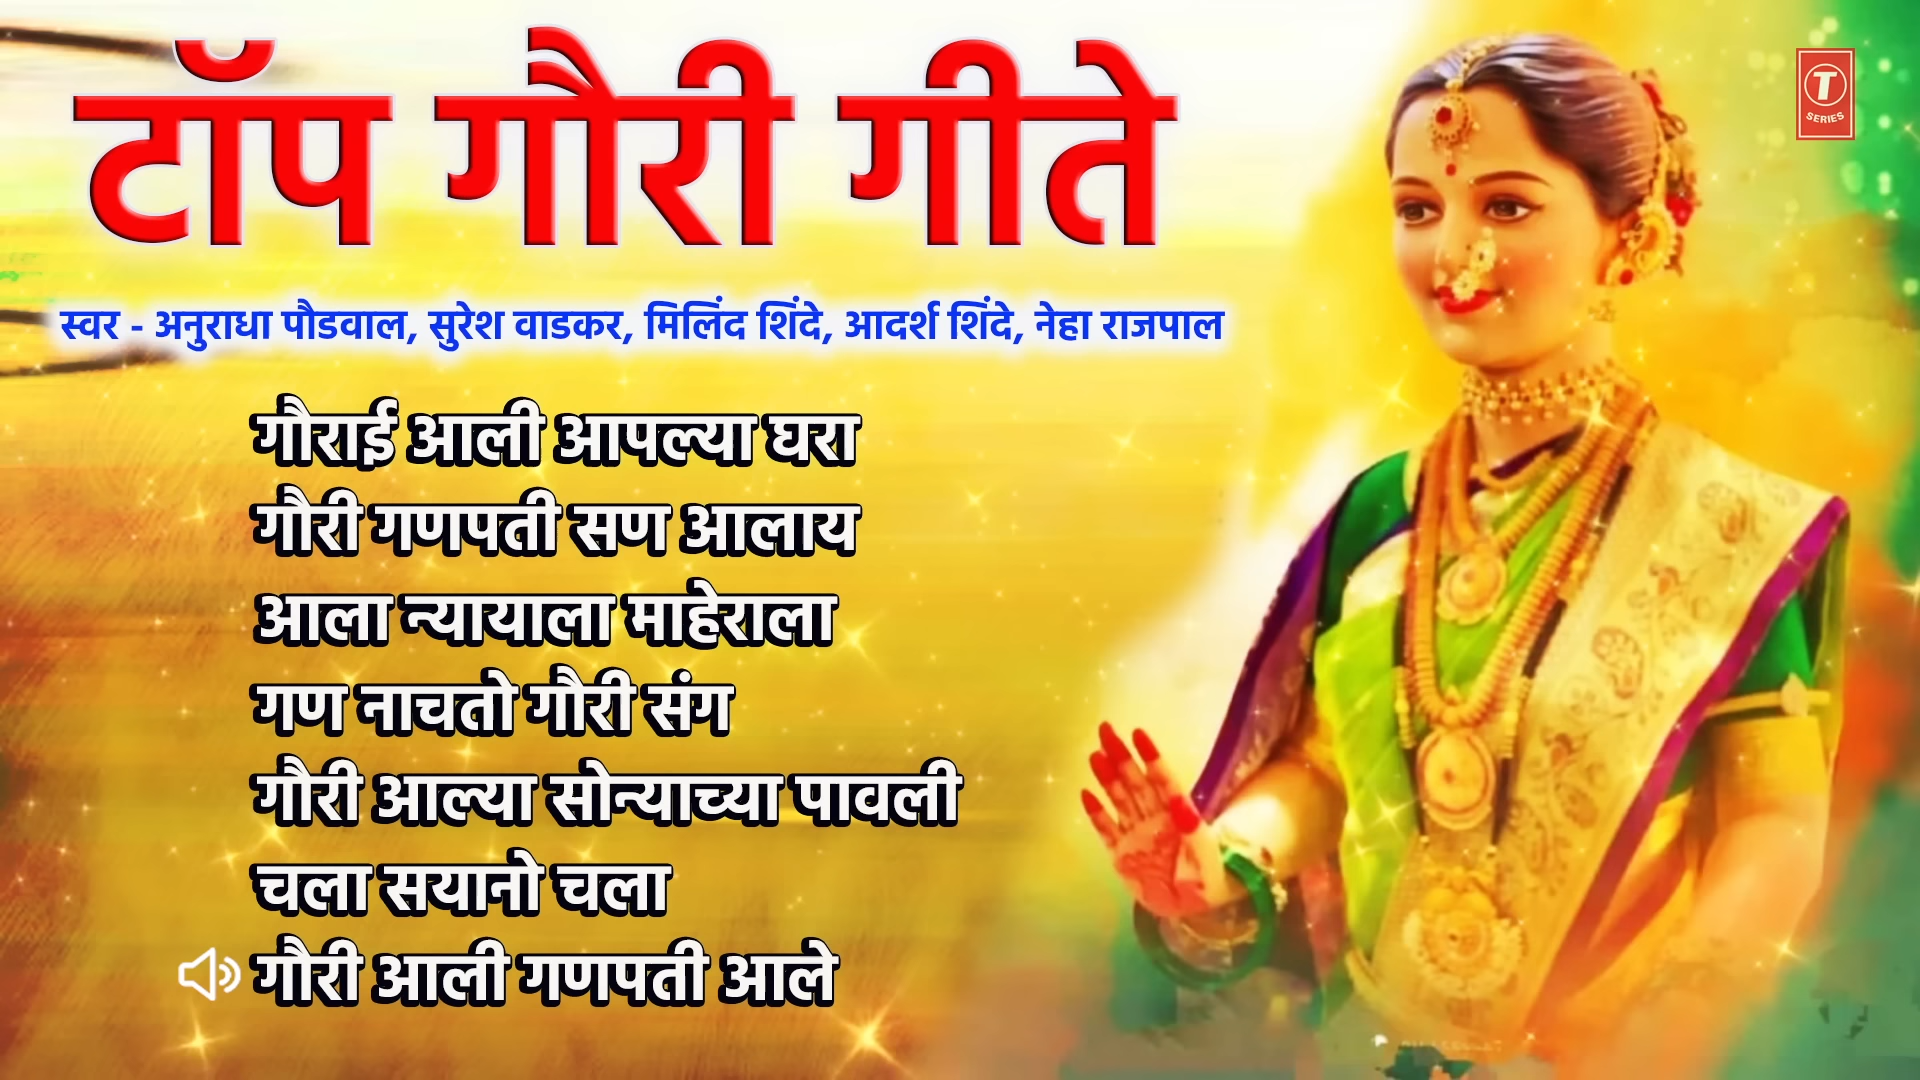 टॉप गौरी गीते
T
SERIES
स्वर - अनुराधा पौडवाल, सुरेश वाडकर, मिलिंद शिंदे, आदर्श शिंदे, नेहा राजपाल
गौराई आली आपल्या घरा
गौरी गणपती सण आलाय
आला न्यायाला माहेराला
गण नाचतो गौरी संग
गौरी आल्या सोन्याच्या पावली
चला सयानो चला
गौरी आली गणपती आले